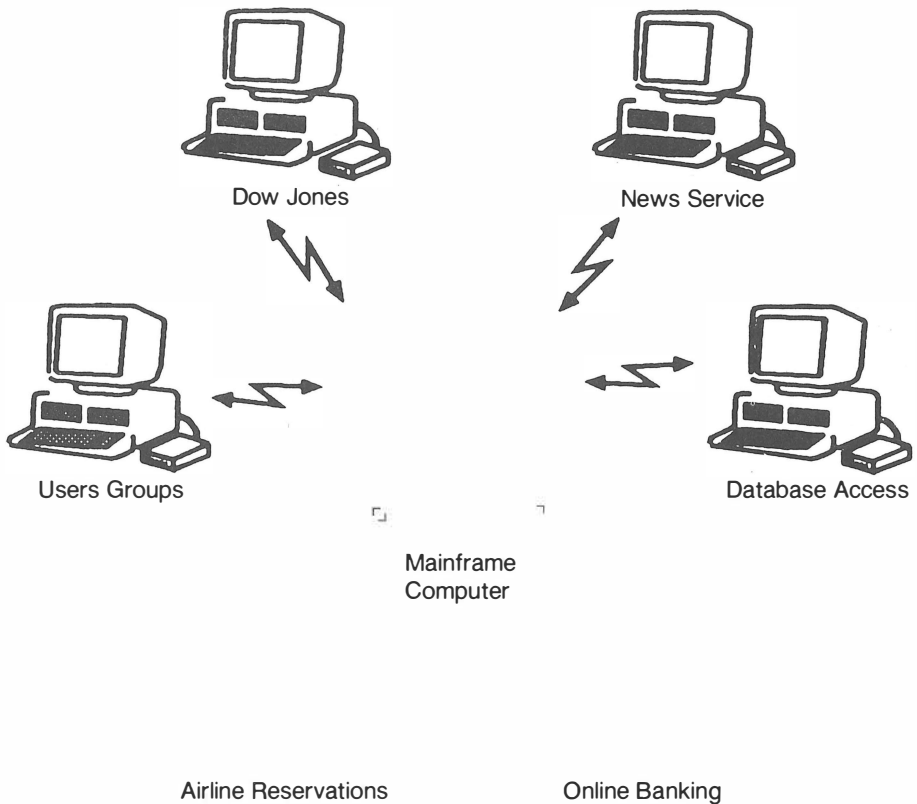 Dow Jones
News Service
Users Groups
Database Access
Mainframe
Computer
Airline Reservations
Online Banking